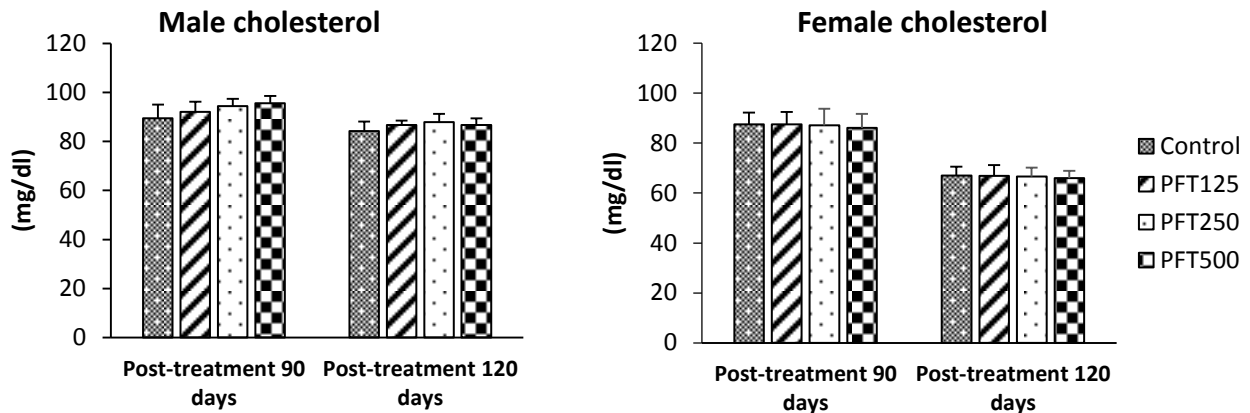 Male cholesterol
120
100
80
60
40
20
0
(mg/dl)
Post-treatment 90
days
Post-treatment 120
days
Female cholesterol
120
100
80
60
40
20
0
(mg/dl)
Post-treatment 90
days
Post-treatment 120
days
Control
PFT125
PFT250
PFT500